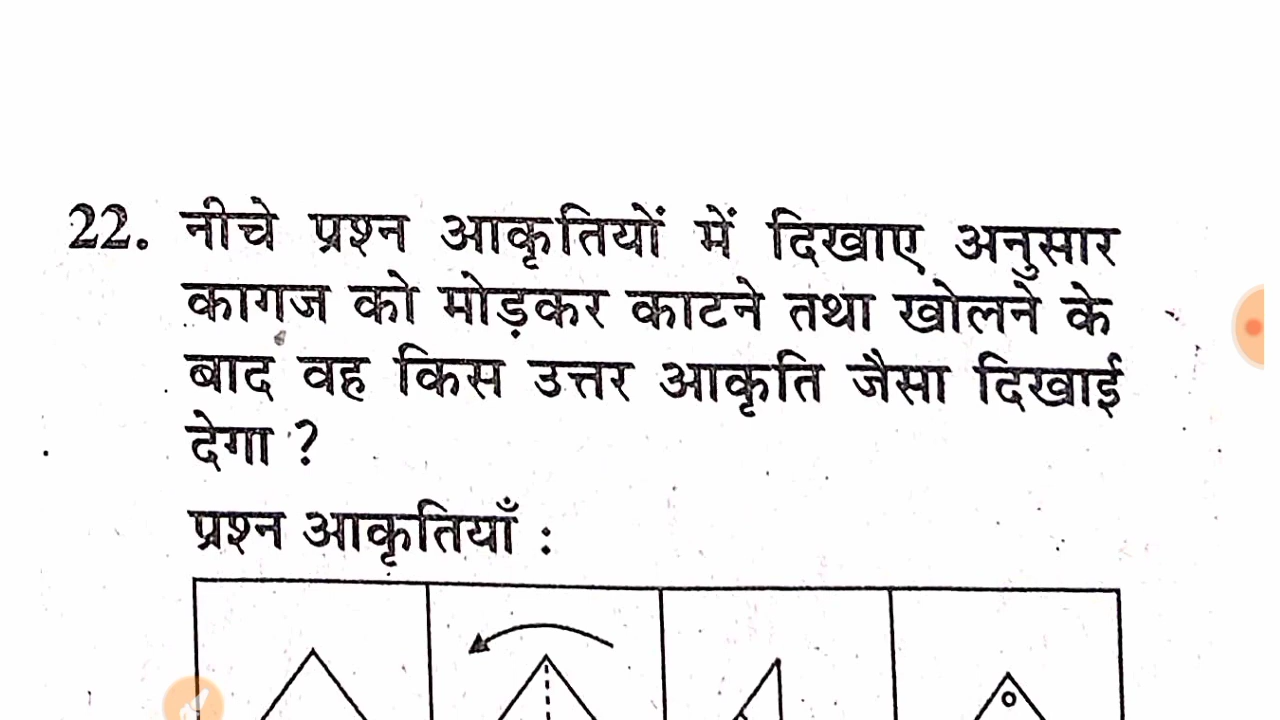 22. नीचे प्रश्न आकृतियों में दिखाए अनुसार
कागज को मोड़कर काटने तथा खोलने के
बाद वह किस उत्तर आकृति जैसा दिखाई
देगा ?
प्रश्न आकृतियाँ :